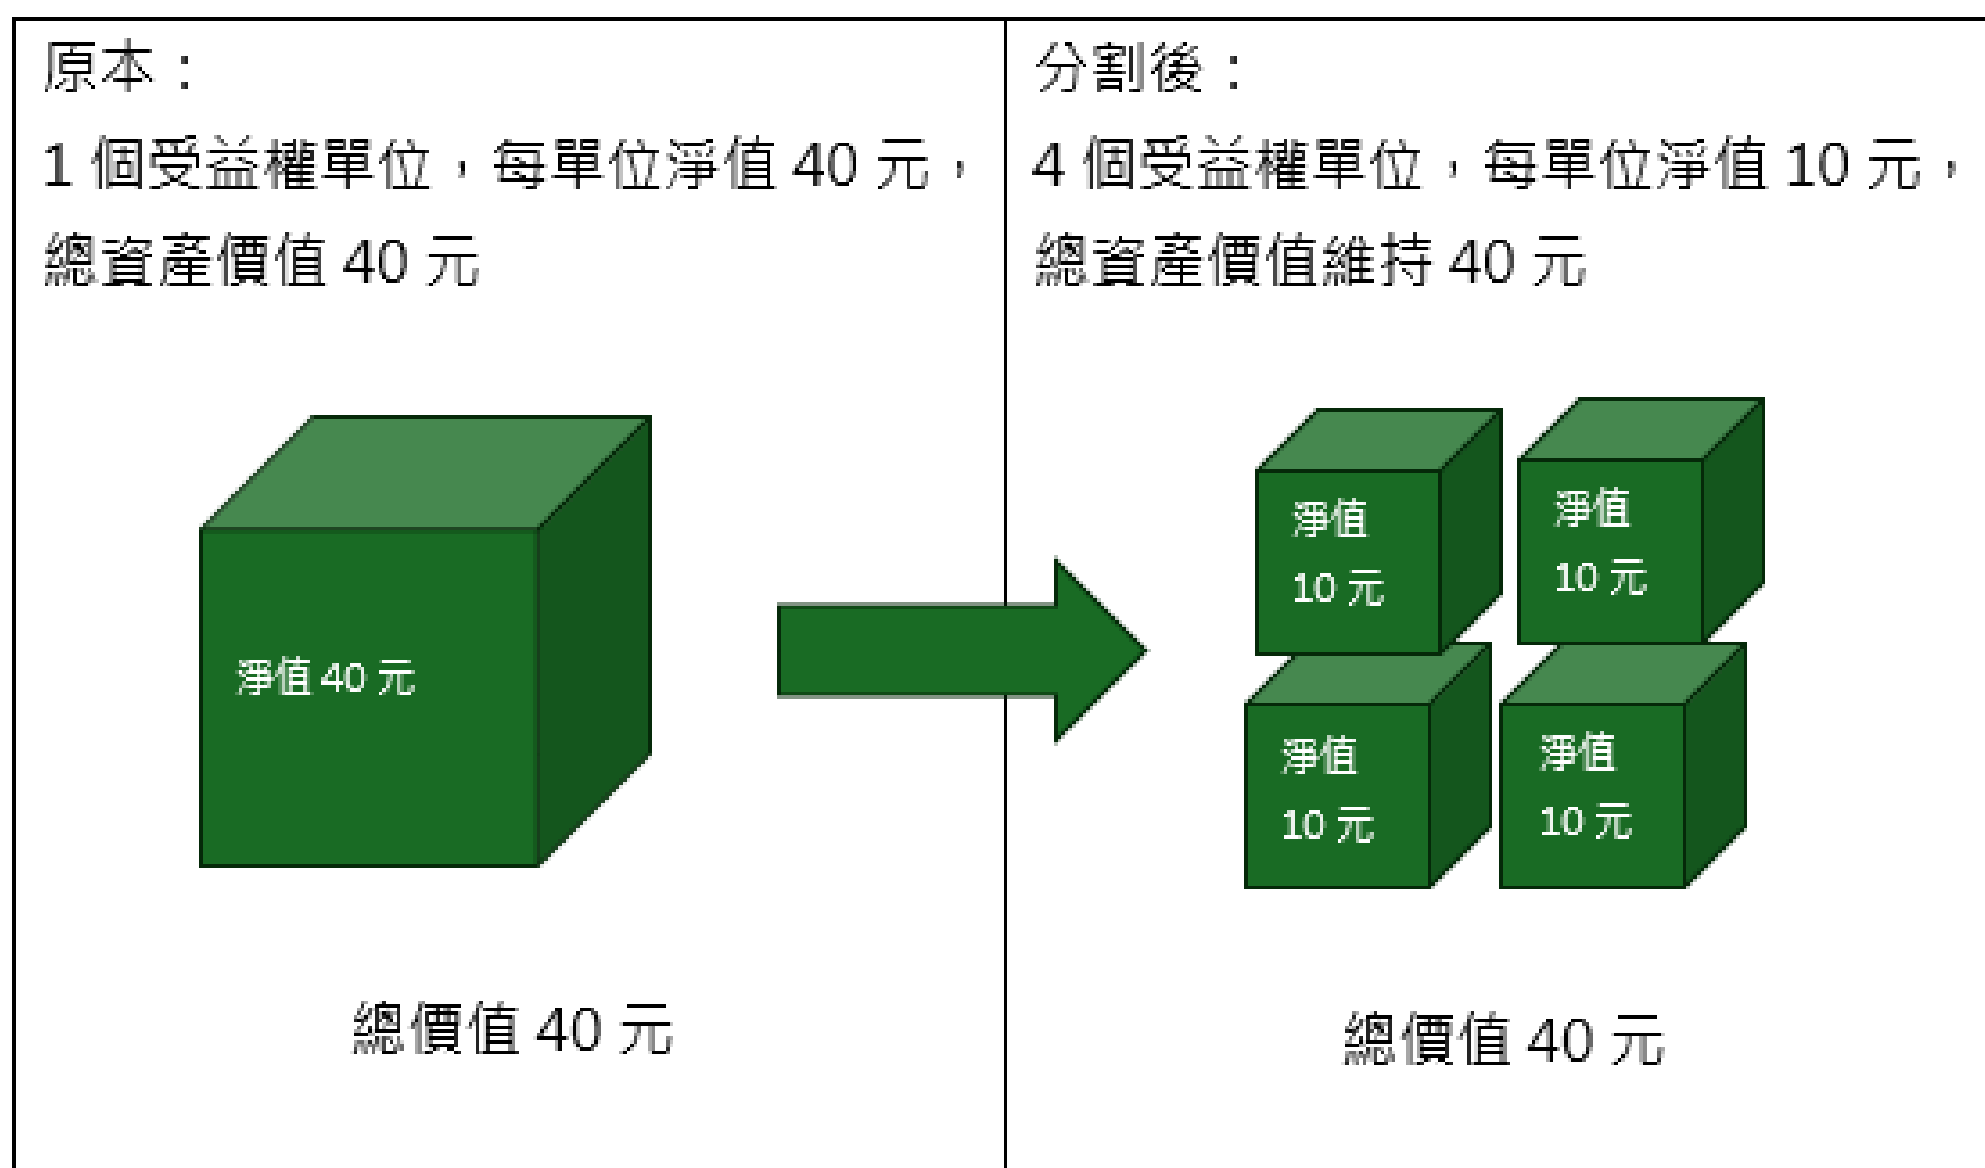 原本：
1 個受益權單位，每單位淨值 40 元，
總資產價值 40 元
淨值 40 元
總價值 40 元
分割後：
4 個受益權單位，每單位淨值 10 元，
總資產價值維持 40 元
淨值
10 元
淨值
10 元
淨值
10 元
淨值
10 元
總價值 40 元